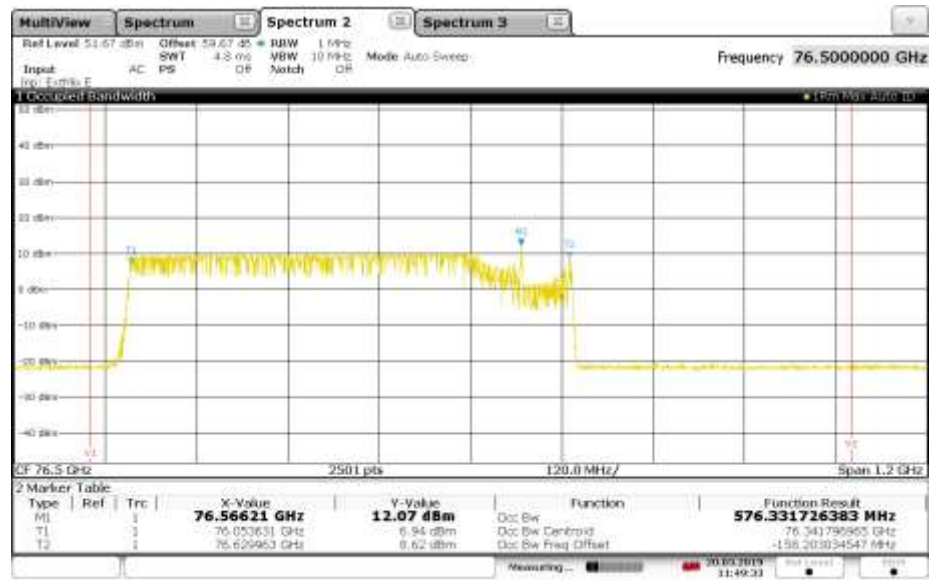 MultiView Spectrum Spectrum 2 Spectrum 3
Ref Level 51.67 dBm Offset 59.67 dB RBW 1 MHz
SWT 4.8 ms VBW 10 MHz Mode Auto Sweep Frequency 76.5000000 GHz
Input AC PS Off Notch Off
Inp: ExtMix E
1 Occupied Bandwidth 1Rm Max Auto ID
40 dBm
30 dBm
20 dBm
M1
T1 T2
10 dBm
0 dBm
-10 dBm
-20 dBm
-30 dBm
-40 dBm
CF 76.5 GHz 2501 pts 120.0 MHz/ Span 1.2 GHz
2 Marker Table
Type Ref Trc X-Value Y-Value Function Function Result
M1 1 76.56621 GHz 12.07 dBm Occ Bw 576.331726383 MHz
T1 1 76.053631 GHz 6.94 dBm Occ Bw Centroid 76.341796965 GHz
T2 1 76.629963 GHz 8.62 dBm Occ Bw Freq Offset -158.203034547 MHz
Measuring... 20.03.2019 Ref Level
11:49:33